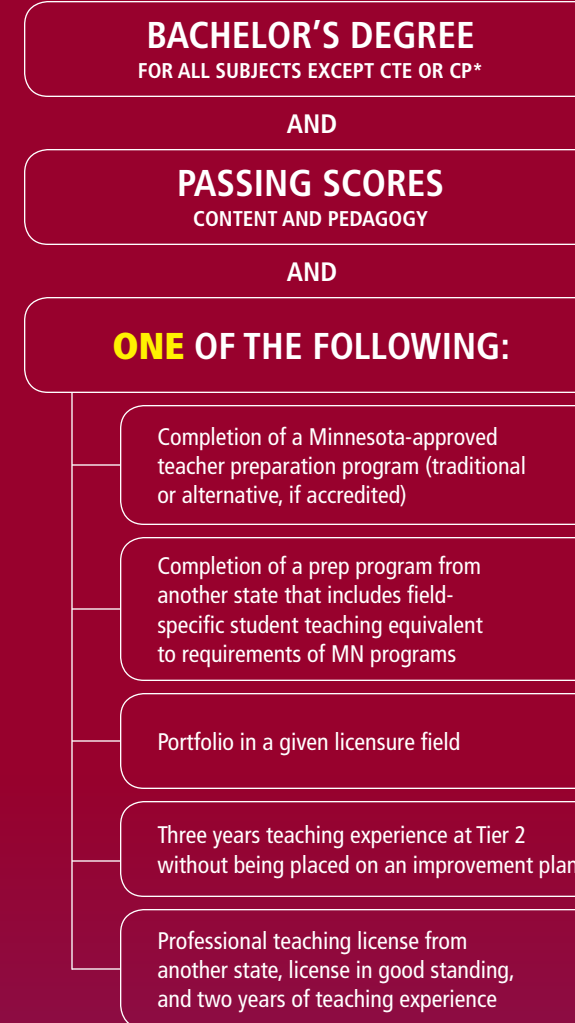 BACHELOR’S DEGREE
FOR ALL SUBJECTS EXCEPT CTE OR CP*
AND
PASSING SCORES
CONTENT AND PEDAGOGY
AND
ONE OF THE FOLLOWING:
Completion of a Minnesota-approved
teacher preparation program (traditional
or alternative, if accredited)
Completion of a prep program from
another state that includes field-
specific student teaching equivalent
to requirements of MN programs
Portfolio in a given licensure field
Three years teaching experience at Tier 2
without being placed on an improvement plan
Professional teaching license from
another state, license in good standing,
and two years of teaching experience